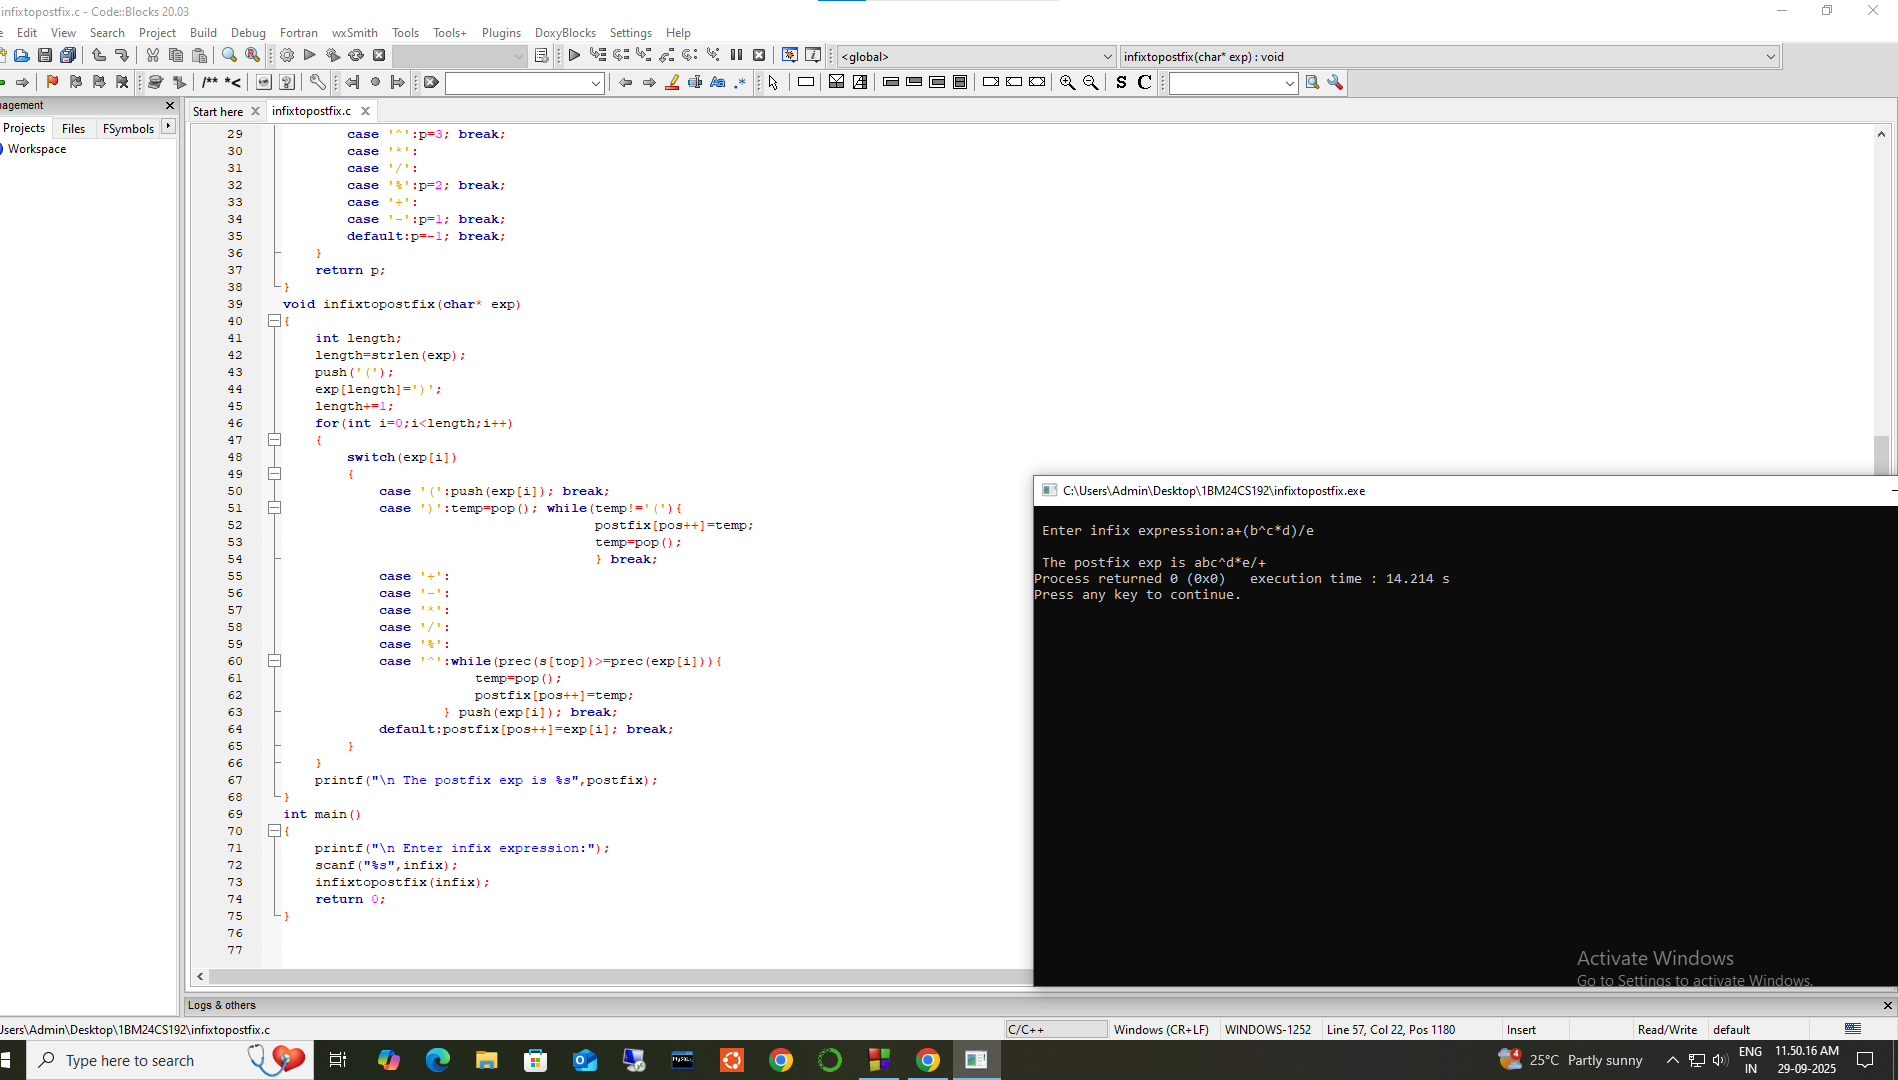 infixtopostfix.c - Code::Blocks 20.03
Edit View Search Project Build Debug Fortran wxSmith Tools Tools+ Plugins DoxyBlocks Settings Help
<global>
infixtopostfix(char* exp) : void
/** *<
S C
Start here
infixtopostfix.c
Projects Files FSymbols
Workspace
29 case '^':p=3; break;
30 case '*':
31 case '/':
32 case '%':p=2; break;
33 case '+':
34 case '-':p=1; break;
35 default:p=-1; break;
36 }
37 return p;
38 }
39 void infixtopostfix(char* exp)
40 {
41 int length;
42 length=strlen(exp);
43 push('(');
44 exp[length]=')';
45 length+=1;
46 for(int i=0;i<length;i++)
47 {
48 switch(exp[i])
49 {
50 case '(':push(exp[i]); break;
51 case ')':temp=pop(); while(temp!='('){
52 postfix[pos++]=temp;
53 temp=pop();
54 } break;
55 case '+':
56 case '-':
57 case '*':
58 case '/':
59 case '%':
60 case '^':while(prec(s[top])>=prec(exp[i])){
61 temp=pop();
62 postfix[pos++]=temp;
63 } push(exp[i]); break;
64 default:postfix[pos++]=exp[i]; break;
65 }
66 }
67 printf("\n The postfix exp is %s",postfix);
68 }
69 int main()
70 {
71 printf("\n Enter infix expression:");
72 scanf("%s",infix);
73 infixtopostfix(infix);
74 return 0;
75 }
76
77
C:\Users\Admin\Desktop\1BM24CS192\infixtopostfix.exe
Enter infix expression:a+(b^c*d)/e
The postfix exp is abc^d*e/+
Process returned 0 (0x0)   execution time : 14.214 s
Press any key to continue.
Activate Windows
Go to Settings to activate Windows.
Logs & others
sers\Admin\Desktop\1BM24CS192\infixtopostfix.c
C/C++
Windows (CR+LF)
WINDOWS-1252
Line 57, Col 22, Pos 1180
Insert
Read/Write
default
Type here to search
25°C Partly sunny
ENG
IN
11.50.16 AM
29-09-2025